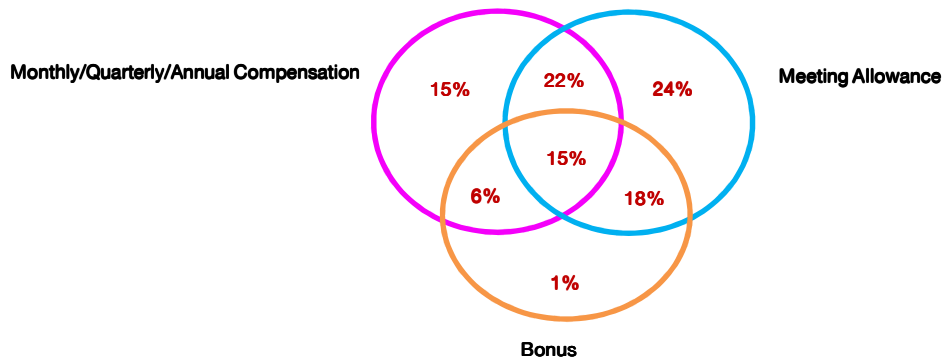 Monthly/Quarterly/Annual Compensation
Meeting Allowance
15%
22%
24%
15%
6%
18%
1%
Bonus